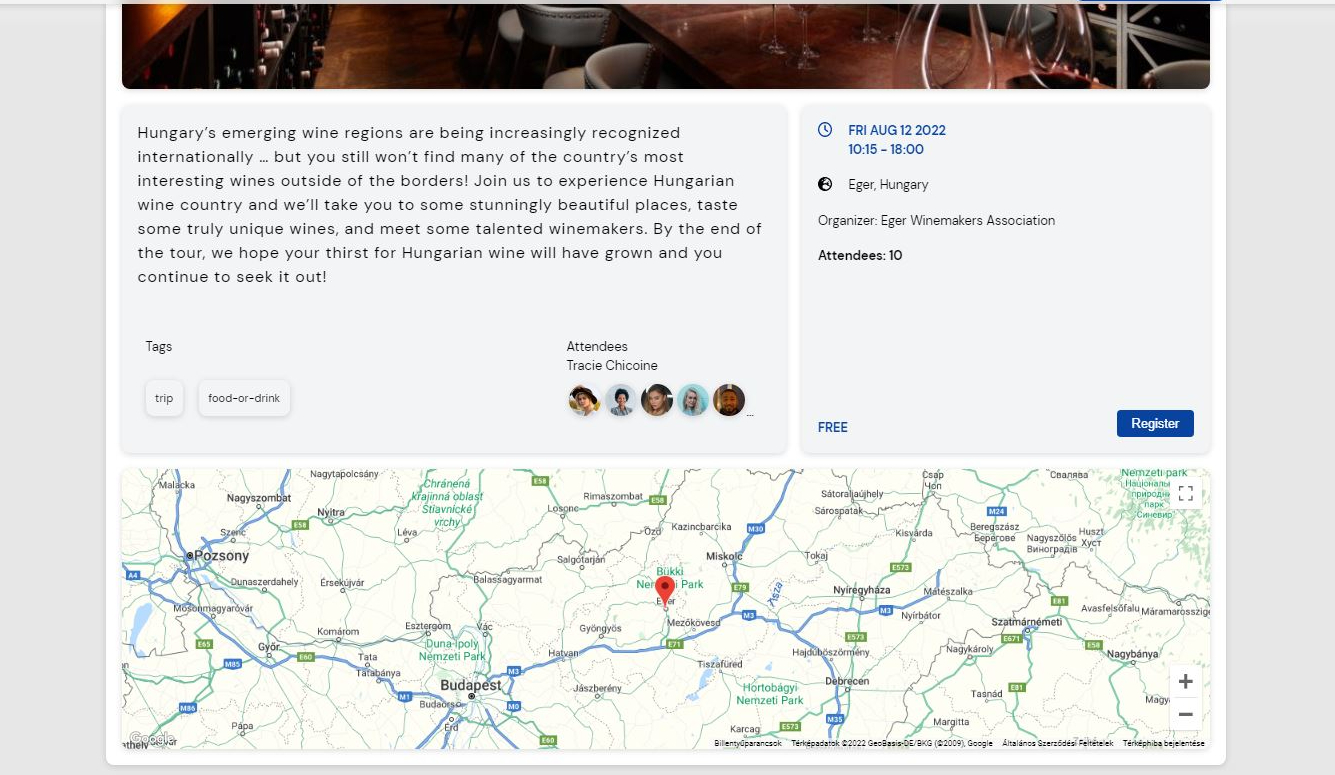 Hungary's emerging wine regions are being increasingly recognized
internationally … but you still won't find many of the country's most
interesting wines outside of the borders! Join us to experience Hungarian
wine country and we'll take you to some stunningly beautiful places, taste
some truly unique wines, and meet some talented winemakers. By the end of
the tour, we hope your thirst for Hungarian wine will have grown and you
continue to seek it out!
Tags
trip
food-or-drink
Attendees
Tracie Chicoine
...
FRI AUG 12 2022
10:15 - 18:00
Eger, Hungary
Organizer: Eger Winemakers Association
Attendees: 10
FREE
Register
Malacka
Nagyszombat
Nagytapolcsány
Nyitra
E58
Szenc
Pozsony
A4
Dunaszerdahely
Érsekújvár
Mosonmagyaróvár
Chránená
krajinná oblasť
Štiavnické
vrchy
Léva
E58
Losonc
Rimaszombat
E58
Ózd
Kazincbarcika
Salgótarján
Balassagyarmat
Bükki
Nemzeti Park
Eger
Miskolc
M30
E79
Sátoraljaújhely
Sárospatak
Tokaj
Csap
Чоп
Kisvárda
M24
Beregszász
Берегове
Nagyszőlős
Виноградів
Huszt
Хуст
Свалява
Nemzeti park
Націонал
природн
парк
Синевир
E573
Nyíregyháza
Mátészalka
M3
Nyírbátor
E81
Avasfelsőfalu
Máramarossziget
Szatmárnémeti
E671
E58
Nagybánya
Nagykároly
Esztergom
Vác
Komárom
Győr
E65
M85
E60
Tata
Tatabánya
Duna-Ipoly
Nemzeti Park
Gyöngyös
Hatvan
Mezőkövesd
M3
E71
Tiszafüred
E573
Hajdúböszörmény
Debrecen
Hortobágyi
Nemzeti Park
Jászberény
Budapest
M3
M1
M0
Budaörs
Érd
M86
Pápa
E60
Karcag
E573
M35
Tasnád
E81
Margitta
Google
Billentyűparancsok
Térképadatok ©2022 GeoBasis-DE/BKG (©2009), Google
Általános Szerződési Feltételek
Térképhiba bejelentése